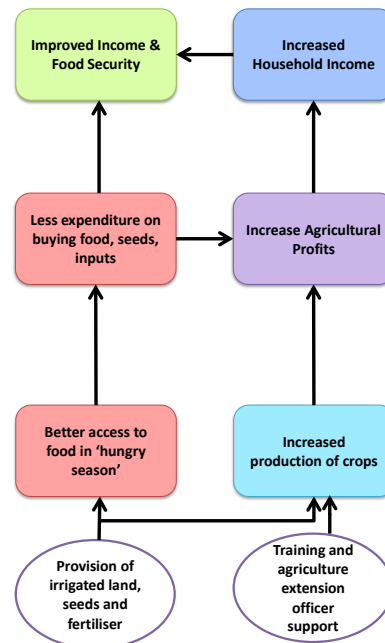 Improved Income &
Food Security
Increased
Household Income
Less expenditure on
buying food, seeds,
inputs
Increase Agricultural
Profits
Better access to
food in ‘hungry
season’
Increased
production of crops
Provision of
irrigated land,
seeds and
fertiliser
Training and
agriculture
extension
officer
support